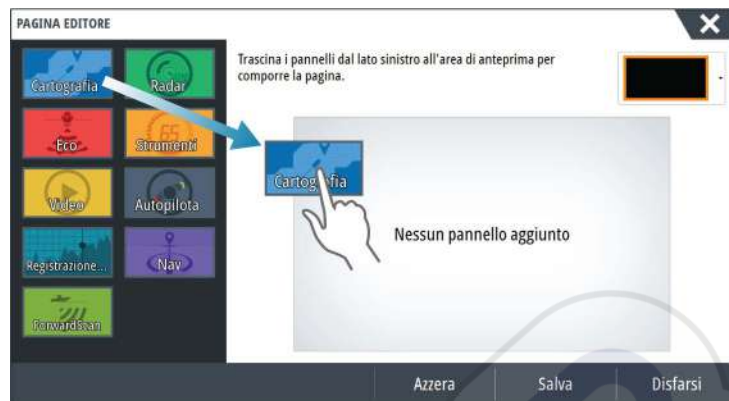 PAGINA EDITORE
Trascina i pannelli dal lato sinistro all'area di anteprima per
comporre la pagina.
Cartografia
Radar
Eco
Strumenti
Video
Autopilota
Registrazione...
Nav
ForwardScan
Cartografia
Nessun pannello aggiunto
Azzera
Salva
Disfarsi